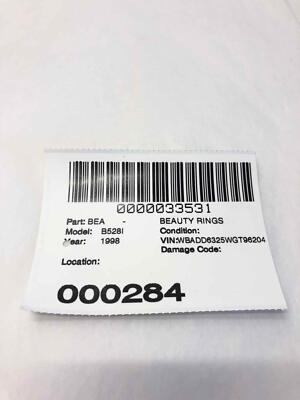 0000033531
Part: BEA - BEAUTY RINGS
Model: B528I Condition:
Year: 1998 VIN:WBADD6325WGT96204
Damage Code:
Location:
000284